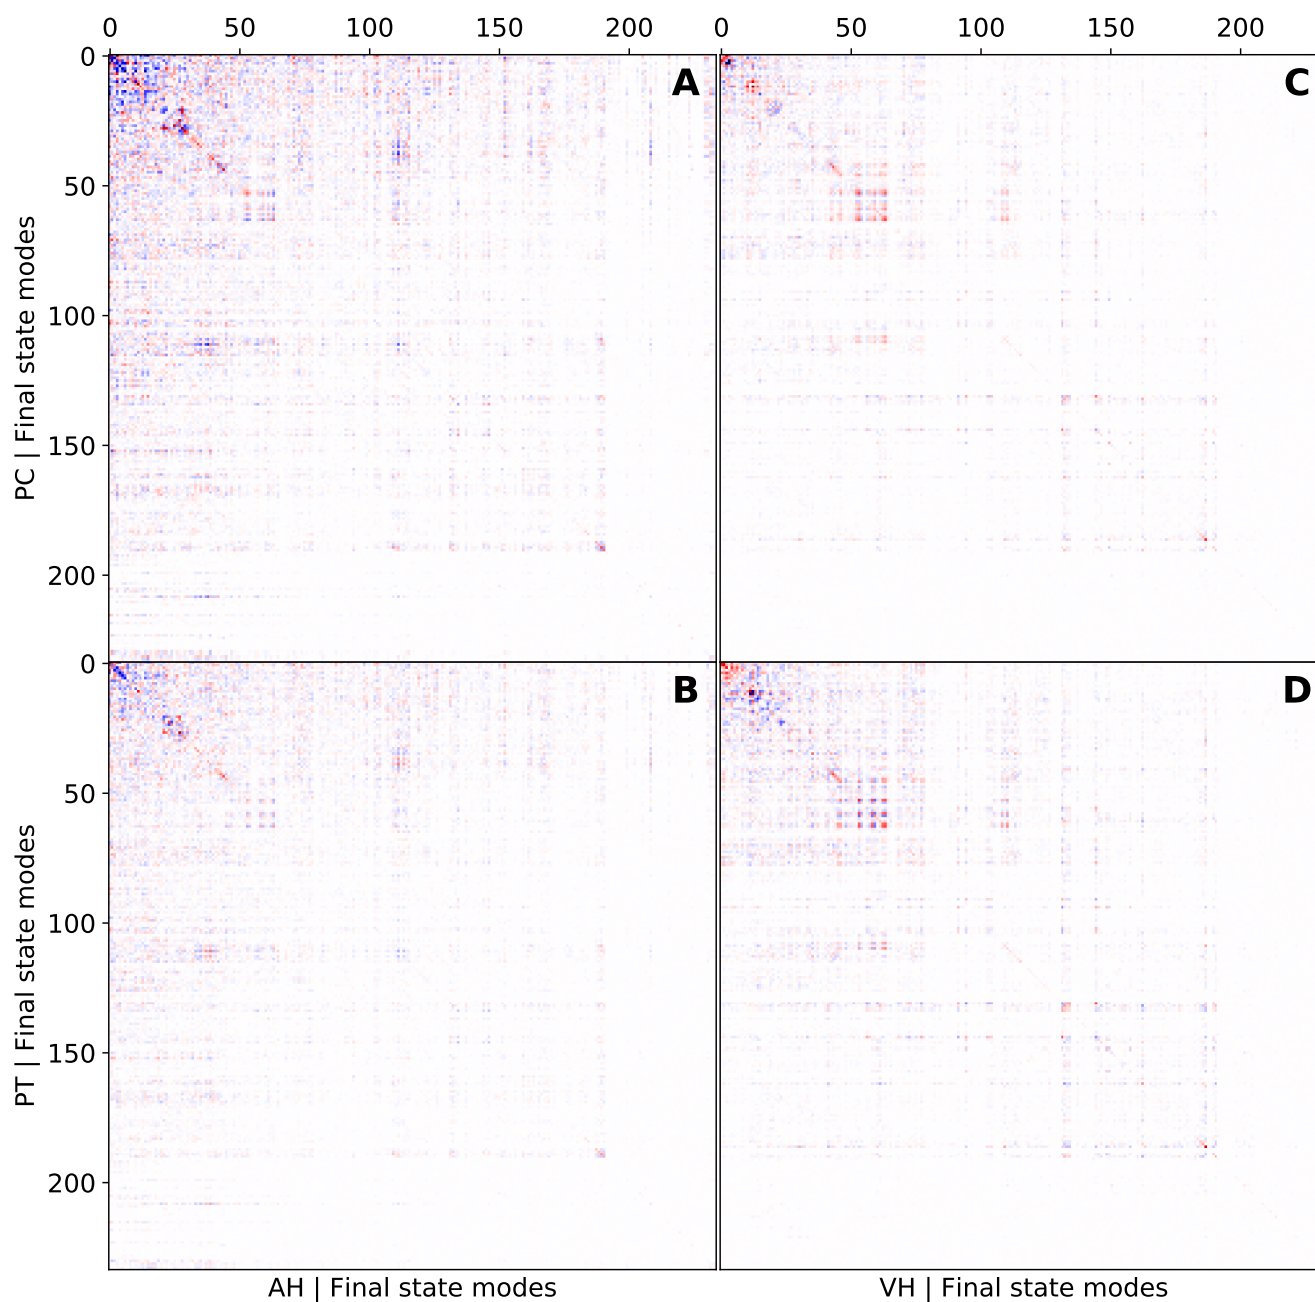 0 50 100 150 200 0 50 100 150 200
A
C
0
50
100
150
200
PC | Final state modes
B
D
0
50
100
150
200
PT | Final state modes
AH | Final state modes
VH | Final state modes